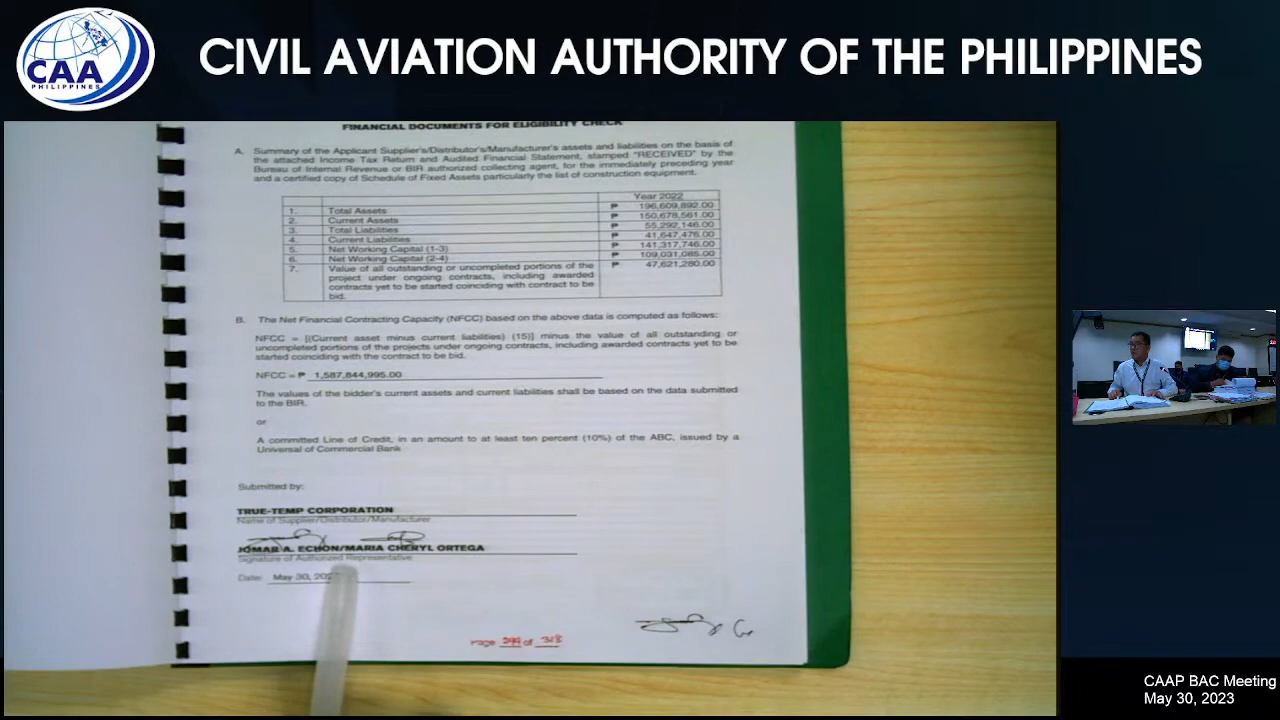 CAA
PHILIPPINES
CIVIL AVIATION AUTHORITY OF THE PHILIPPINES
FINANCIAL DOCUMENTS FOR ELIGIBILITY CHECK
A. Summary of the Applicant Supplier's/Distributor's/Manufacturer's assets and liabilities on the basis of
the attached Income Tax Return and Audited Financial Statement, stamped "RECEIVED" by the
Bureau of Internal Revenue or BIR authorized collecting agent, for the immediately preceding year
and a certified copy of Schedule of Fixed Assets particularly the list of construction equipment.
Year 2022
1. Total Assets ₱ 196,609,892.00
2. Current Assets ₱ 150,678,561.00
3. Total Liabilities ₱ 55,292,146.00
4. Current Liabilities ₱ 41,647,476.00
5. Net Working Capital (1-3) ₱ 141,317,746.00
6. Net Working Capital (2-4) ₱ 109,031,085.00
7. Value of all outstanding or uncompleted portions of the ₱ 47,621,280.00
project under ongoing contracts, including awarded
contracts yet to be started coinciding with contract to be
bid.
B. The Net Financial Contracting Capacity (NFCC) based on the above data is computed as follows:
NFCC = [(Current asset minus current liabilities) (15)] minus the value of all outstanding or
uncompleted portions of the projects under ongoing contracts, including awarded contracts yet to be
started coinciding with the contract to be bid.
NFCC = ₱ 1,587,844,995.00
The values of the bidder's current assets and current liabilities shall be based on the data submitted
to the BIR.
or
A committed Line of Credit, in an amount to at least ten percent (10%) of the ABC, issued by a
Universal of Commercial Bank
Submitted by:
TRUE-TEMP CORPORATION
Name of Supplier/Distributor/Manufacturer
JOMAR A. ECHON/MARIA CHERYL ORTEGA
Signature of Authorized Representative
Date: May 30, 202
Page 299 of 313
CAAP BAC Meeting
May 30, 2023